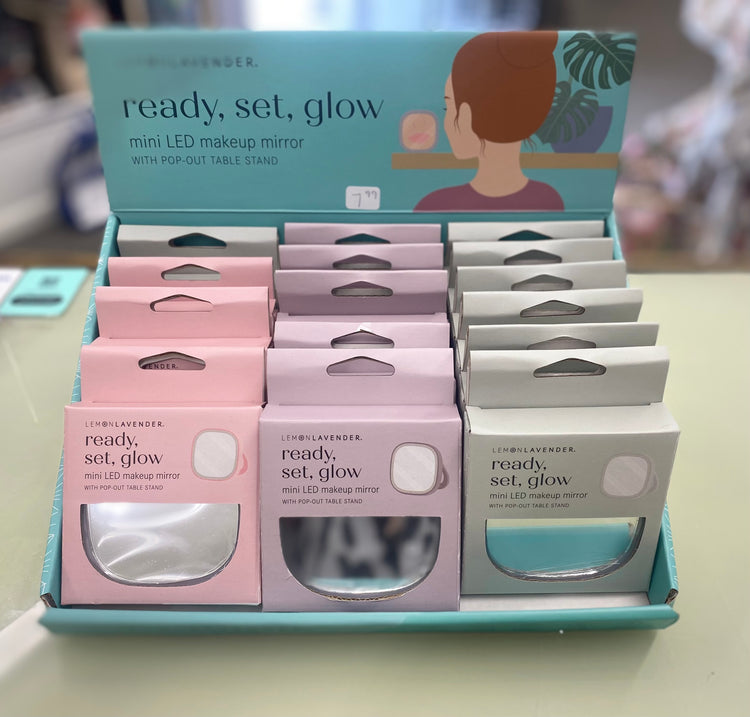 LAVENDER.
ready, set, glow
mini LED makeup mirror
WITH POP-OUT TABLE STAND
7.99
ENDER.
LEMONLAVENDER.
ready,
set, glow
mini LED makeup mirror
WITH POP-OUT TABLE STAND
LEMONLAVENDER.
ready,
set, glow
mini LED makeup mirror
WITH POP-OUT TABLE STAND
LEMONLAVENDER.
ready,
set, glow
mini LED makeup mirror
WITH POP-OUT TABLE STAND